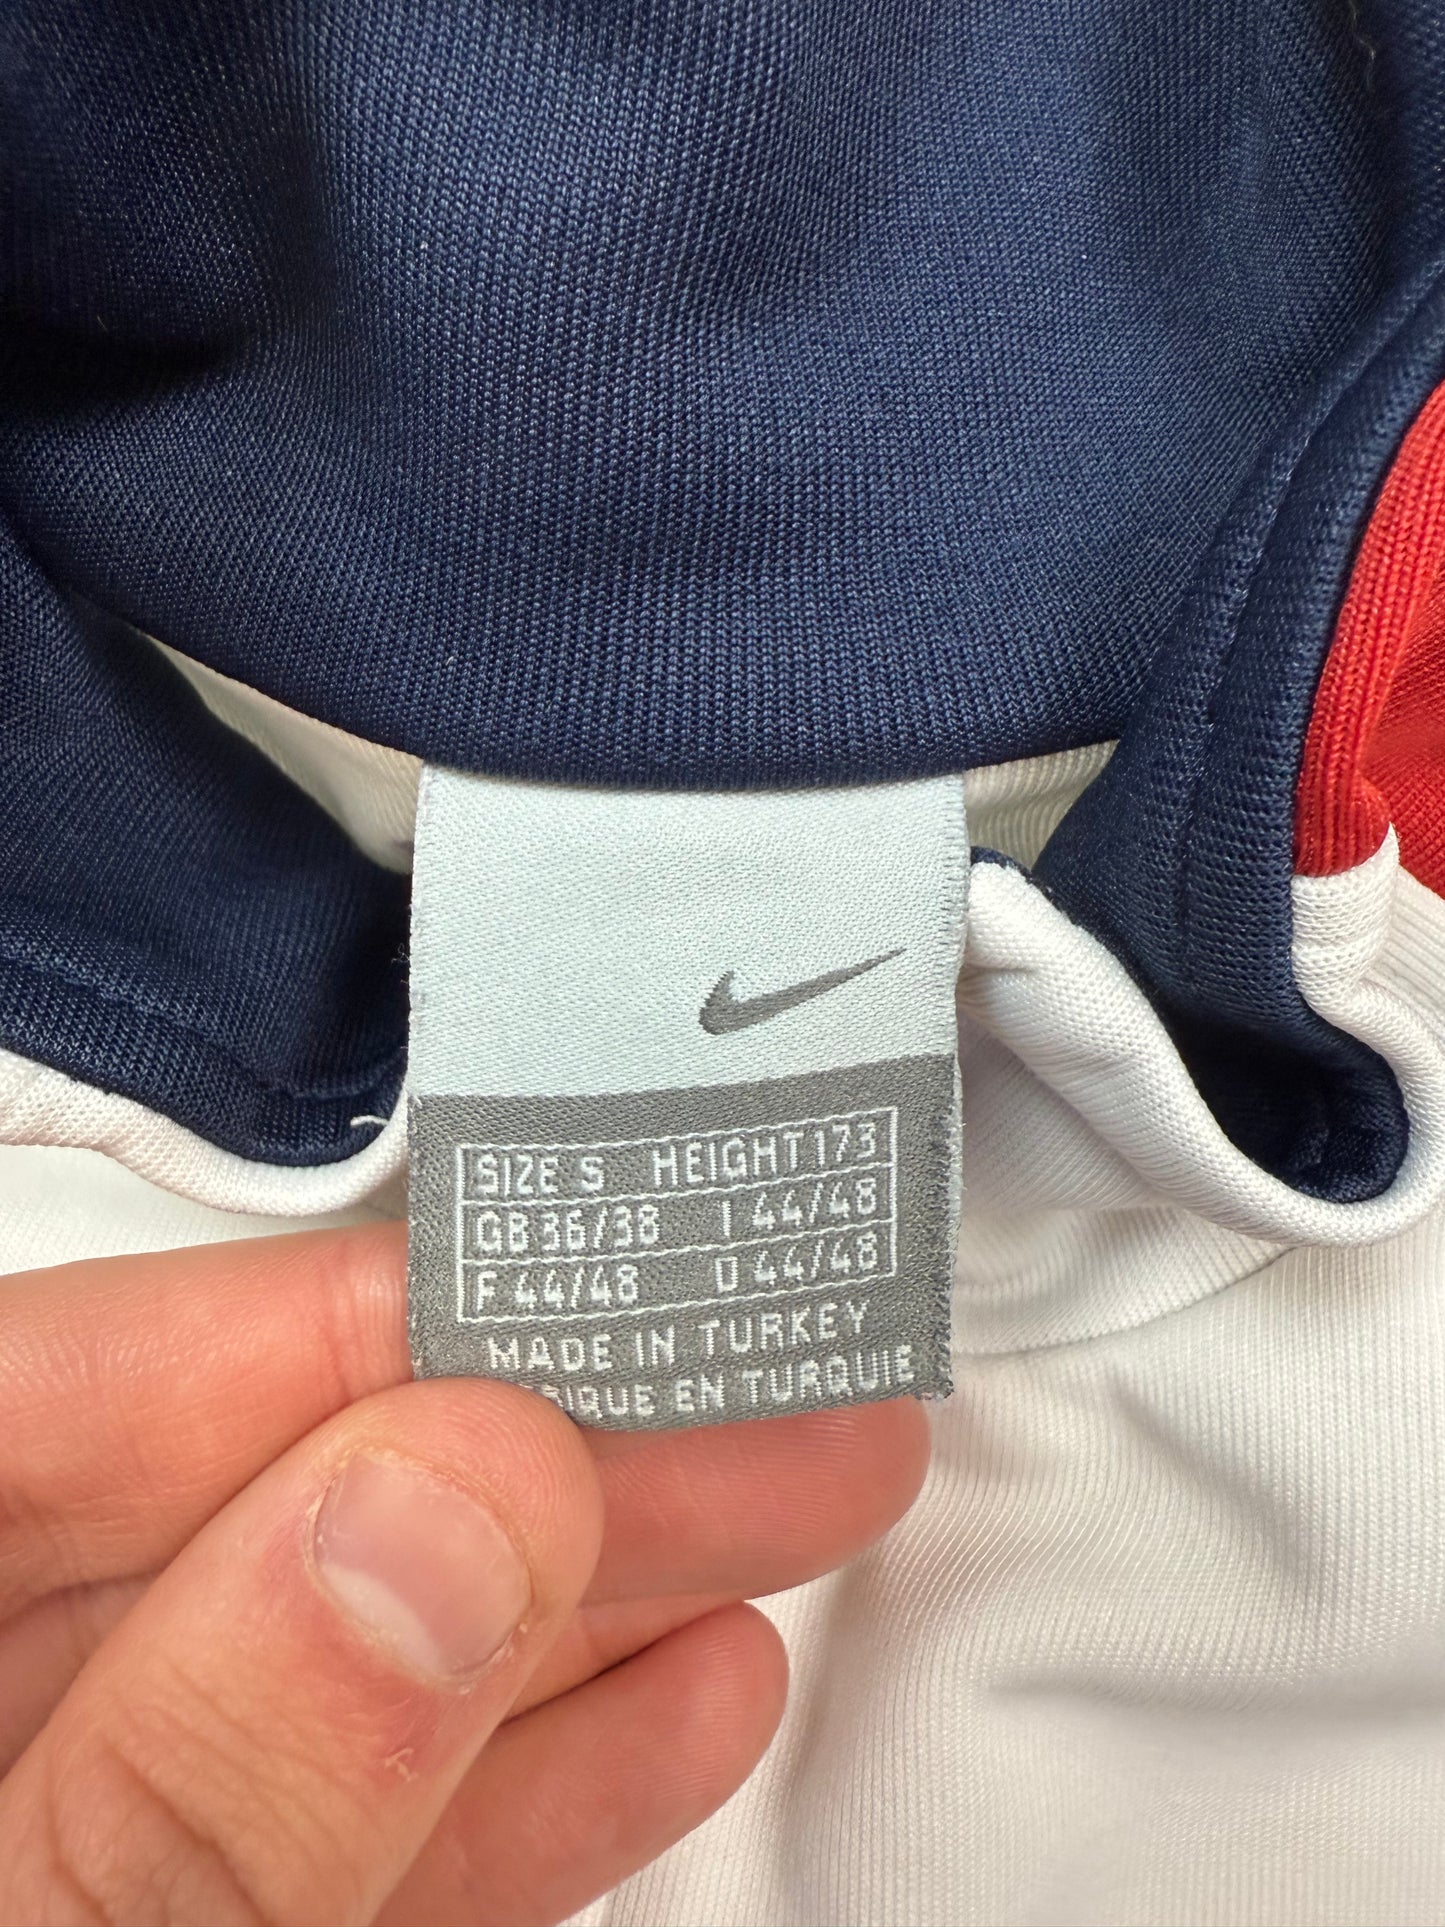 SIZE S HEIGHT 173
GB 36/38 I 44/48
F 44/48 D 44/48
MADE IN TURKEY
EN TURQUIE